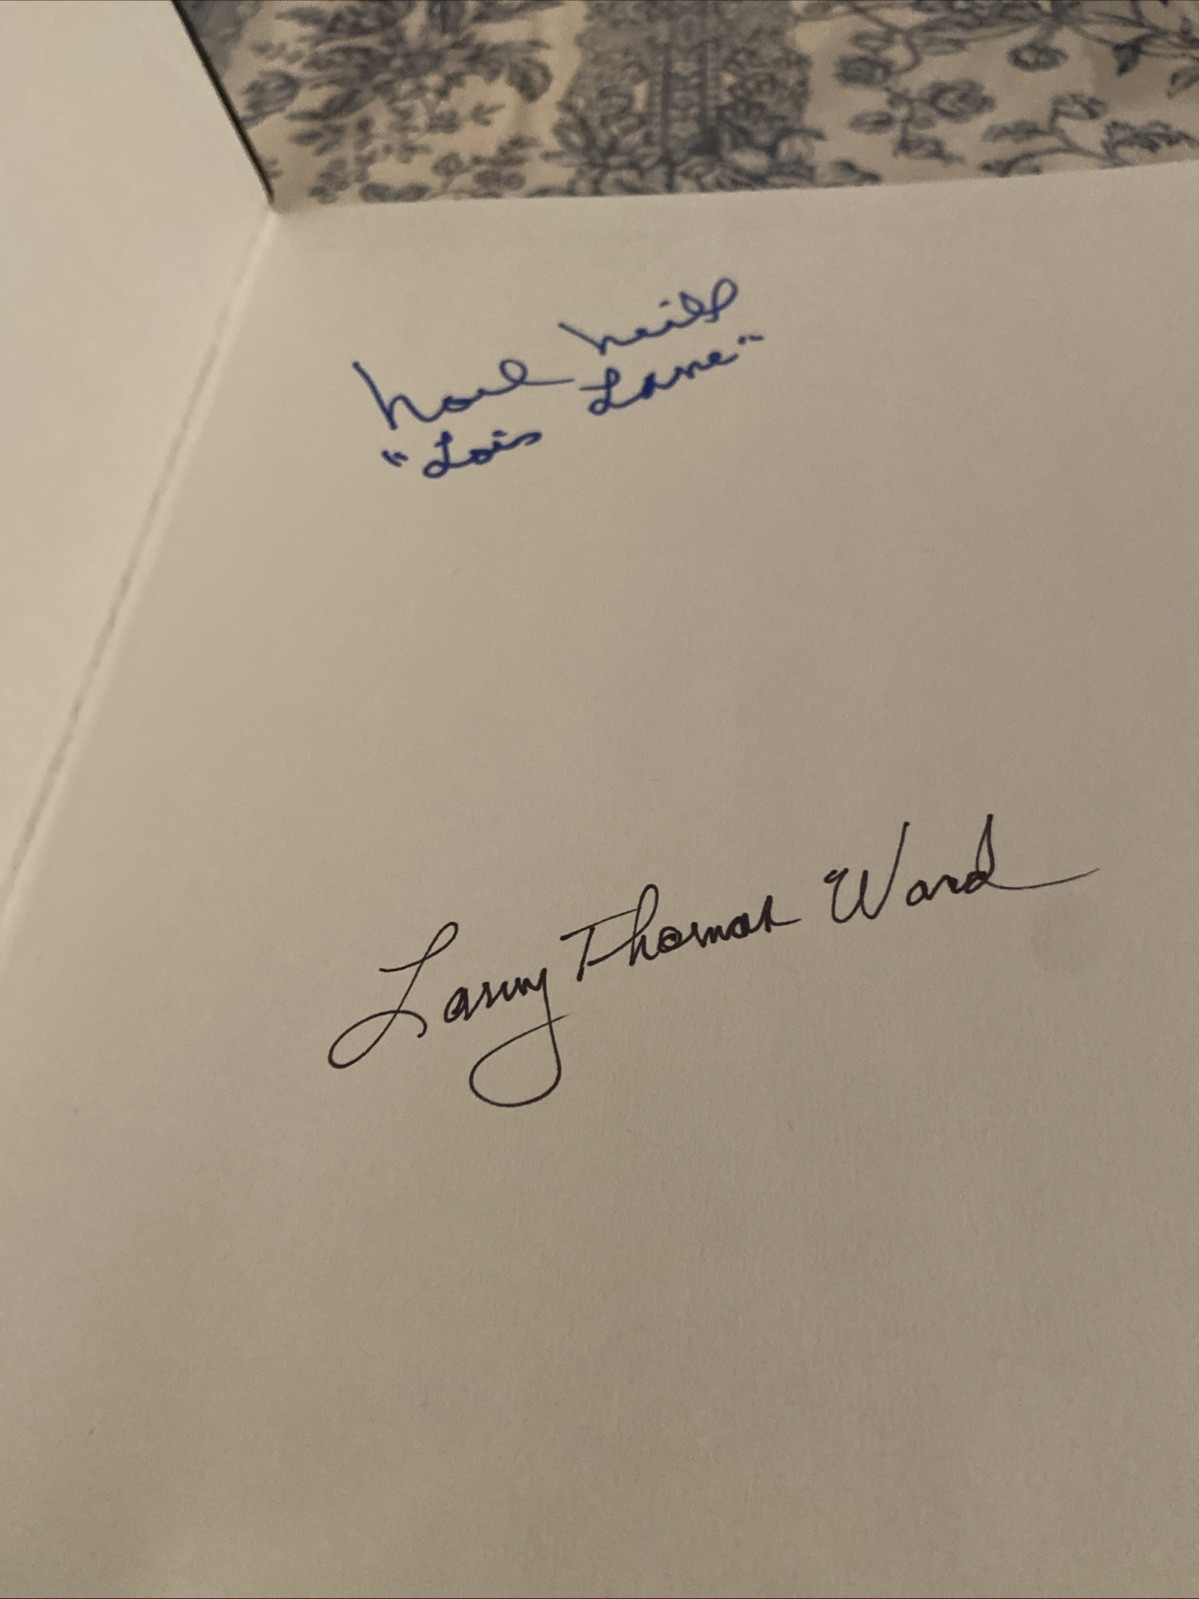 Noel Neill
"Lois Lane"
Larry Thomas Ward